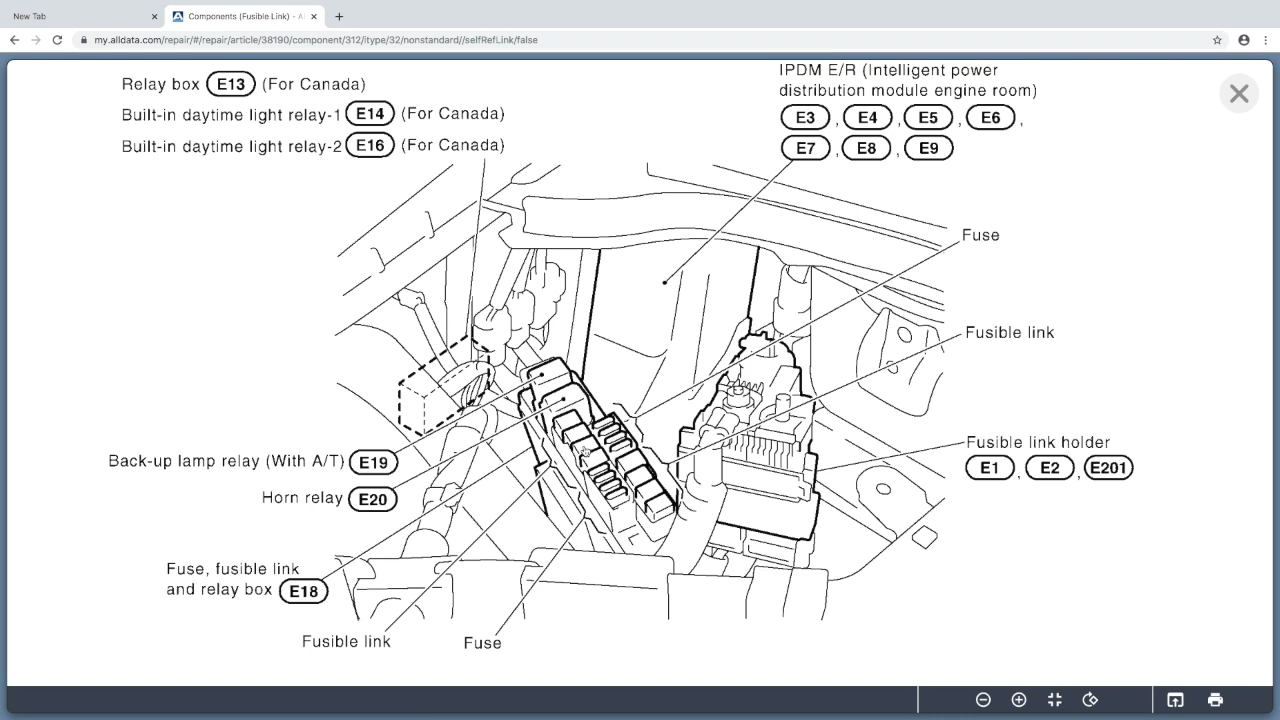 New Tab
Components (Fusible Link) - Al
my.alldata.com/repair/#/repair/article/38190/component/312/itype/32/nonstandard//selfRefLink/false
Relay box E13 (For Canada)
Built-in daytime light relay-1 E14 (For Canada)
Built-in daytime light relay-2 E16 (For Canada)
IPDM E/R (Intelligent power
distribution module engine room)
E3 , E4 , E5 , E6 ,
E7 , E8 , E9
Fuse
Fusible link
Fusible link holder
E1 , E2 , E201
Back-up lamp relay (With A/T) E19
Horn relay E20
Fuse, fusible link
and relay box E18
Fusible link
Fuse